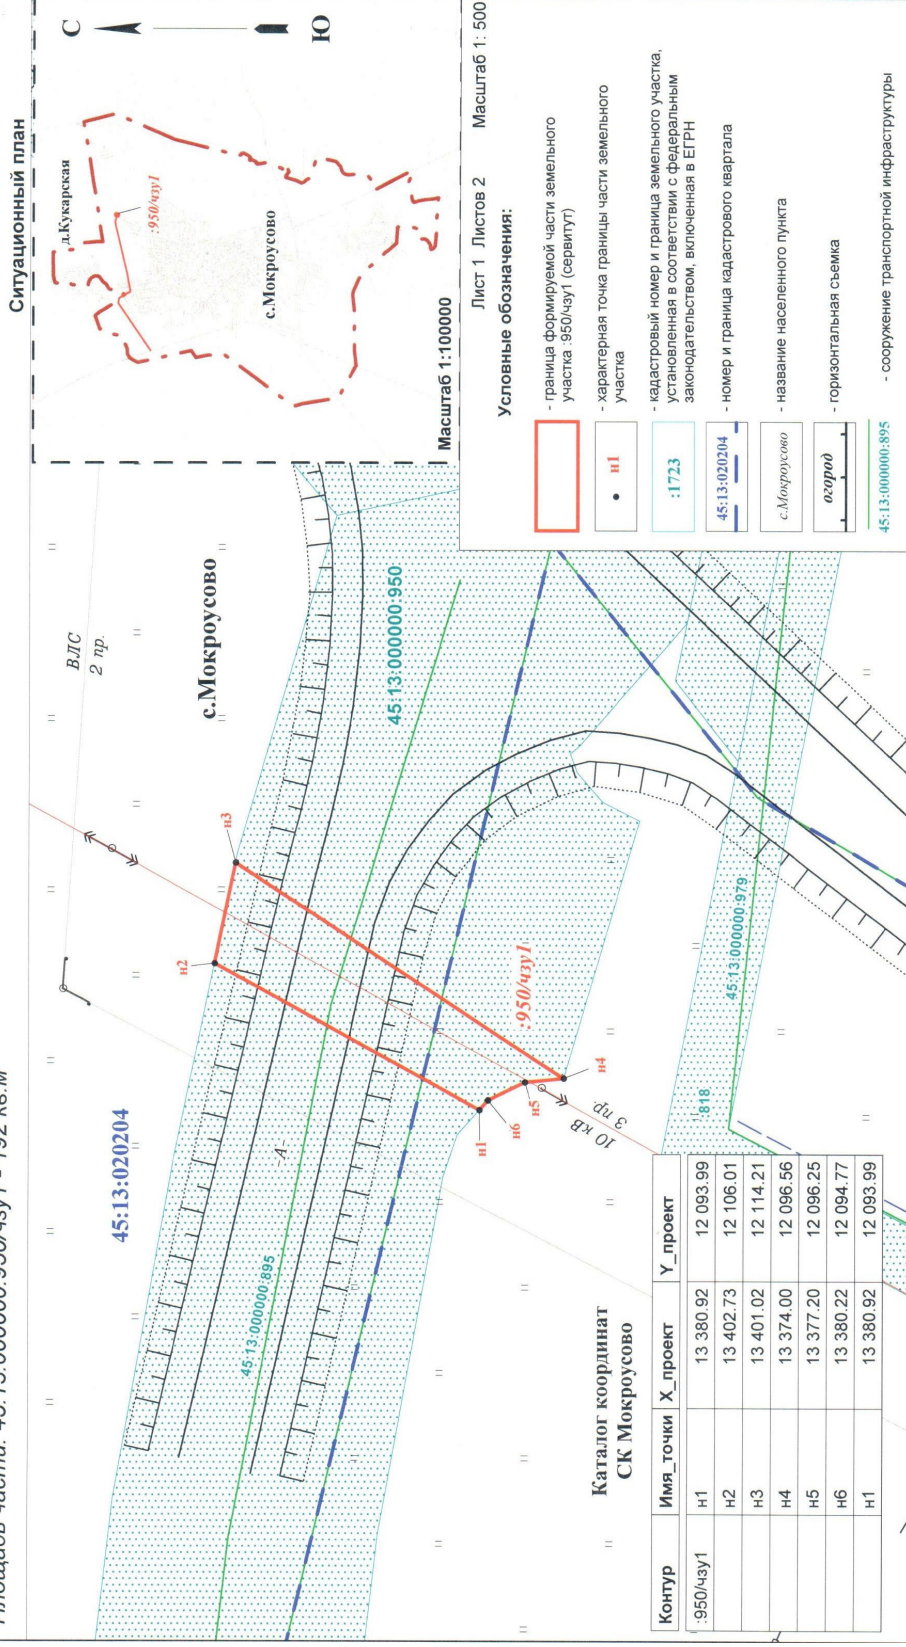 Площадь части: 45:13:000000:950/чзу1 - 192 кв.м
Ситуационный план
С
Ю
д.Кукарская
:950/чзу1
с.Мокроусово
Масштаб 1:100000
45:13:020204
ВЛС
2 пр.
с.Мокроусово
45:13:000000:950
н3
н2
-А-
45:13:000000:895
:950/чзу1
н1
н6
н5
н4
10 кВ
3 пр.
45:13:000000:979
:818
Лист 1 Листов 2
Масштаб 1: 500
Условные обозначения:
- граница формируемой части земельного
участка :950/чзу1 (сервитут)
н1
- характерная точка границы части земельного
участка
:1723
- кадастровый номер и граница земельного участка,
установленная в соответствии с федеральным
законодательством, включенная в ЕГРН
45:13:020204
- номер и граница кадастрового квартала
с.Мокроусово
- название населенного пункта
огород
- горизонтальная съемка
45:13:000000:895
- сооружение транспортной инфраструктуры
Каталог координат
СК Мокроусово
Контур Имя_точки X_проект Y_проект
:950/чзу1 н1 13 380.92 12 093.99
н2 13 402.73 12 106.01
н3 13 401.02 12 114.21
н4 13 374.00 12 096.56
н5 13 377.20 12 096.25
н6 13 380.22 12 094.77
н1 13 380.92 12 093.99